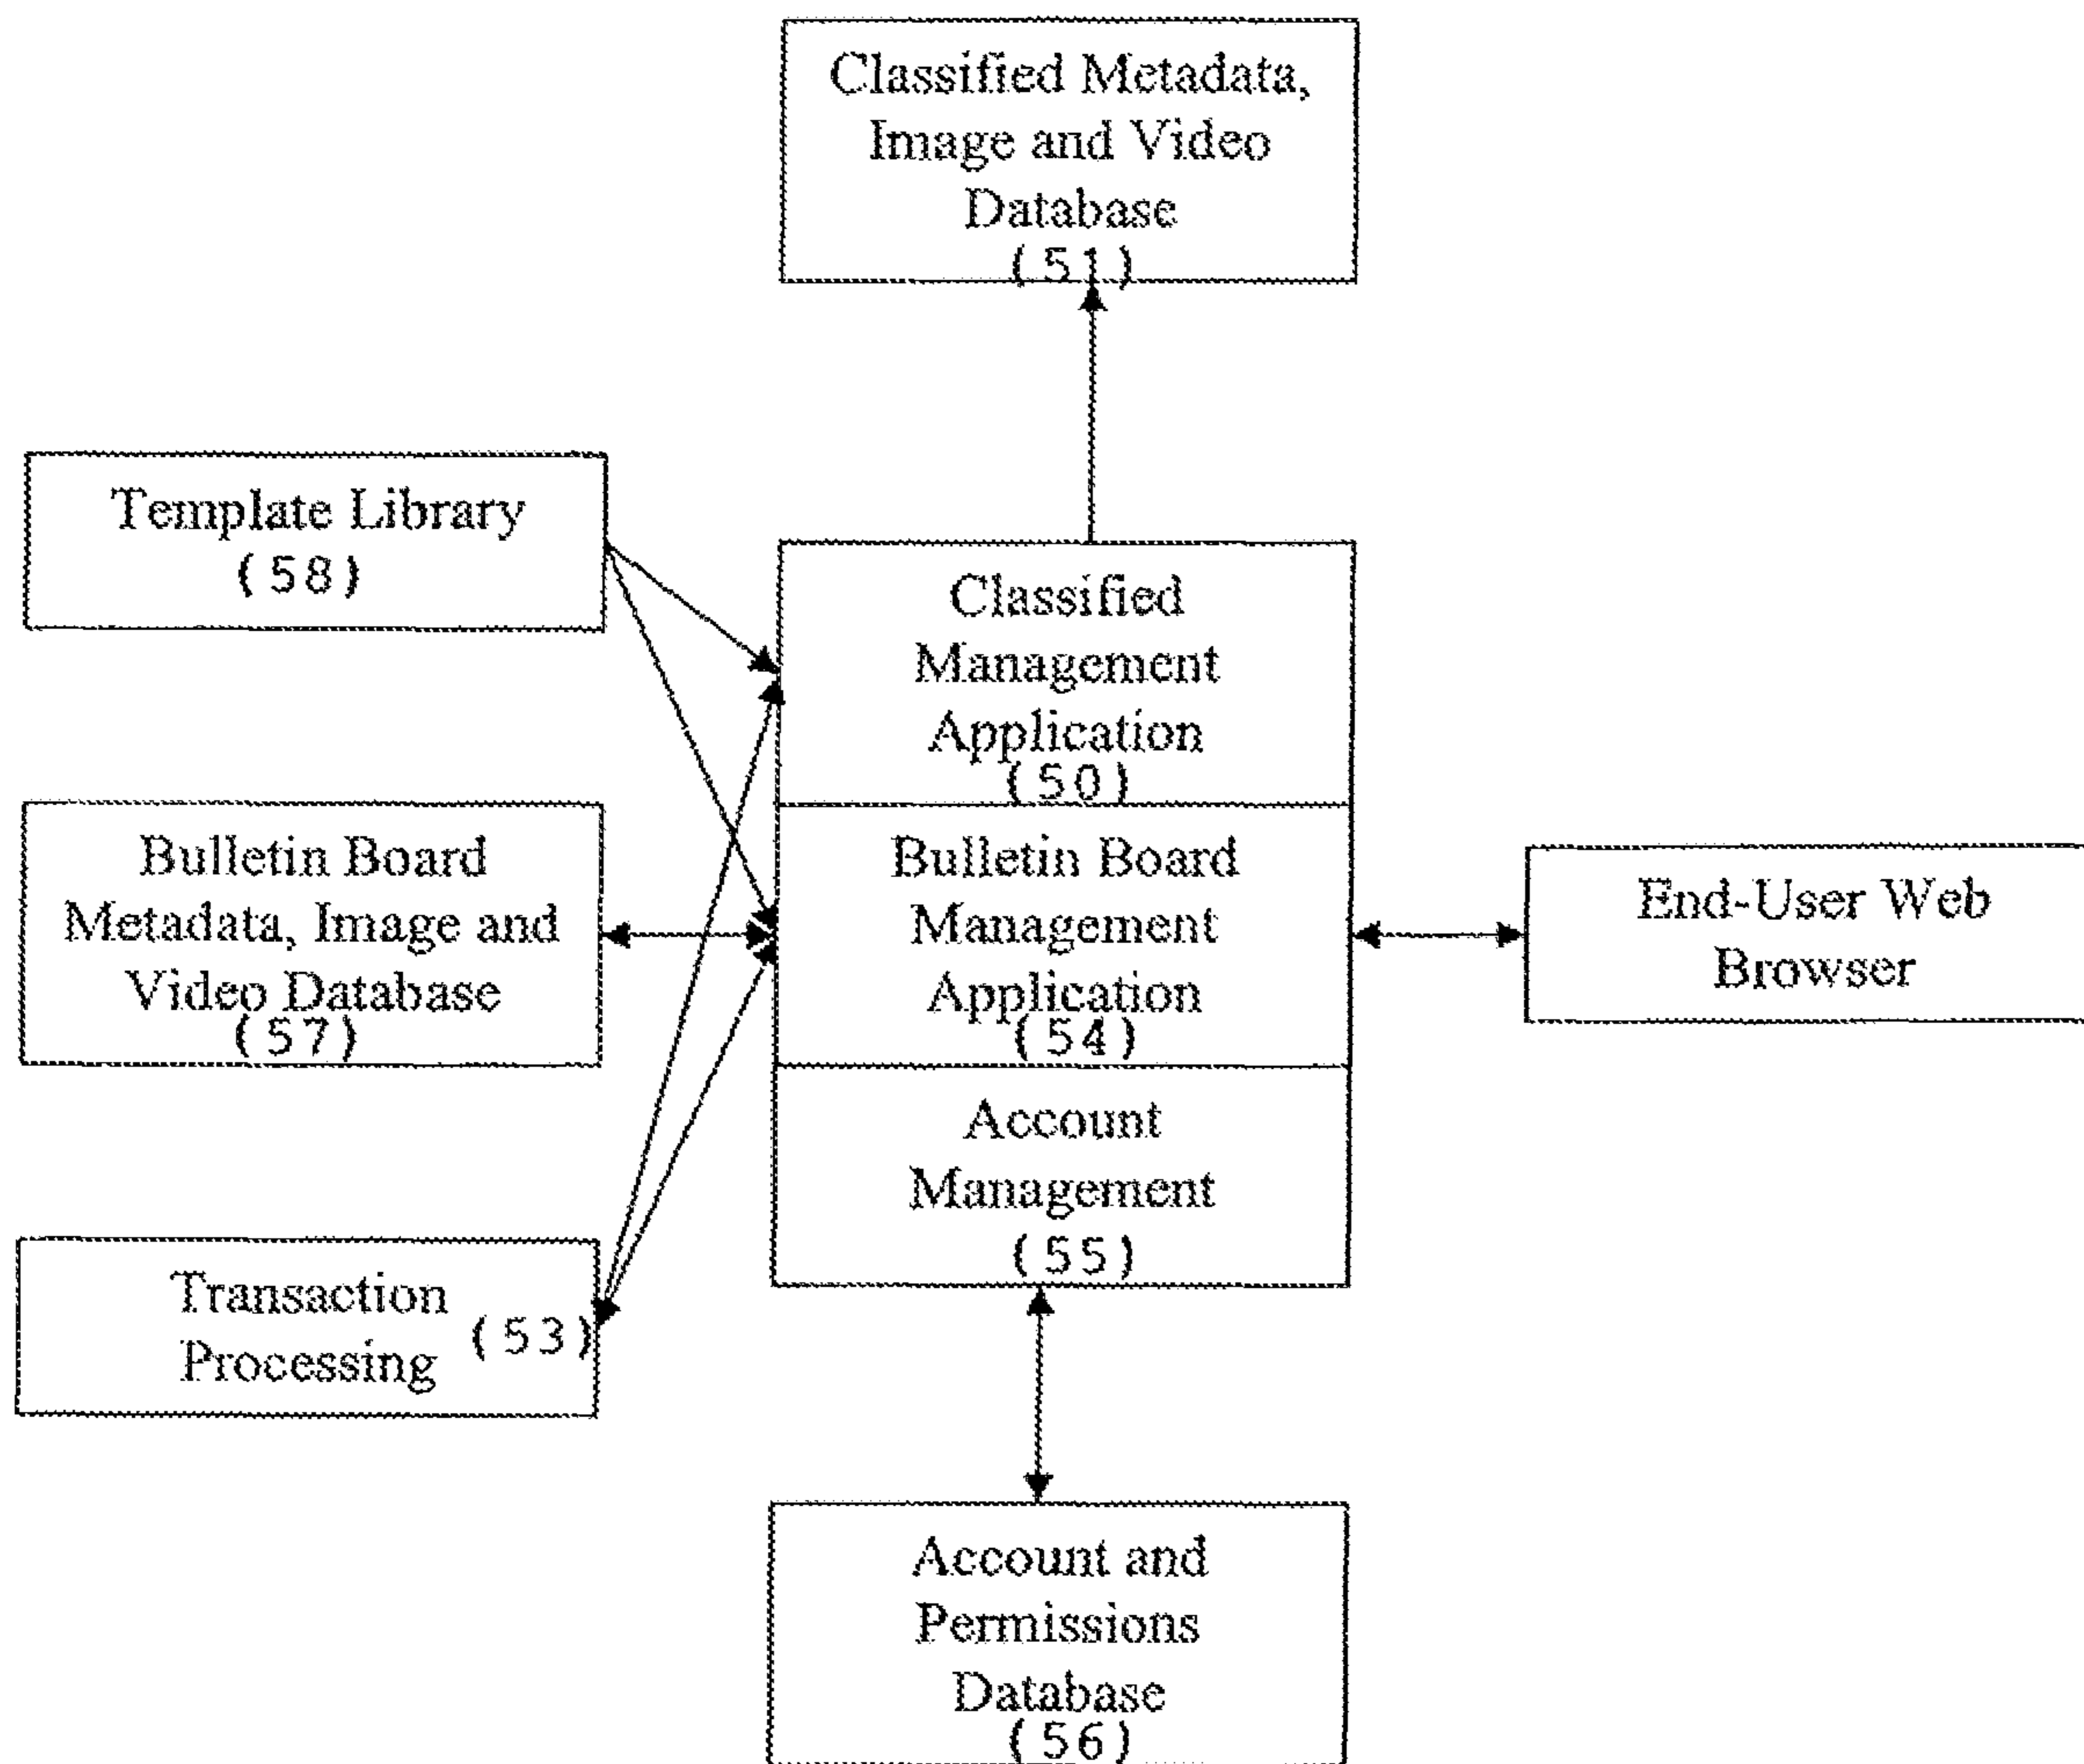 Classified Metadata,
Image and Video
Database
(51)
Template Library
(58)
Classified
Management
Application
(50)
Bulletin Board
Metadata, Image and
Video Database
(57)
Bulletin Board
Management
Application
(54)
End-User Web
Browser
Account
Management
(55)
Transaction
Processing (53)
Account and
Permissions
Database
(56)